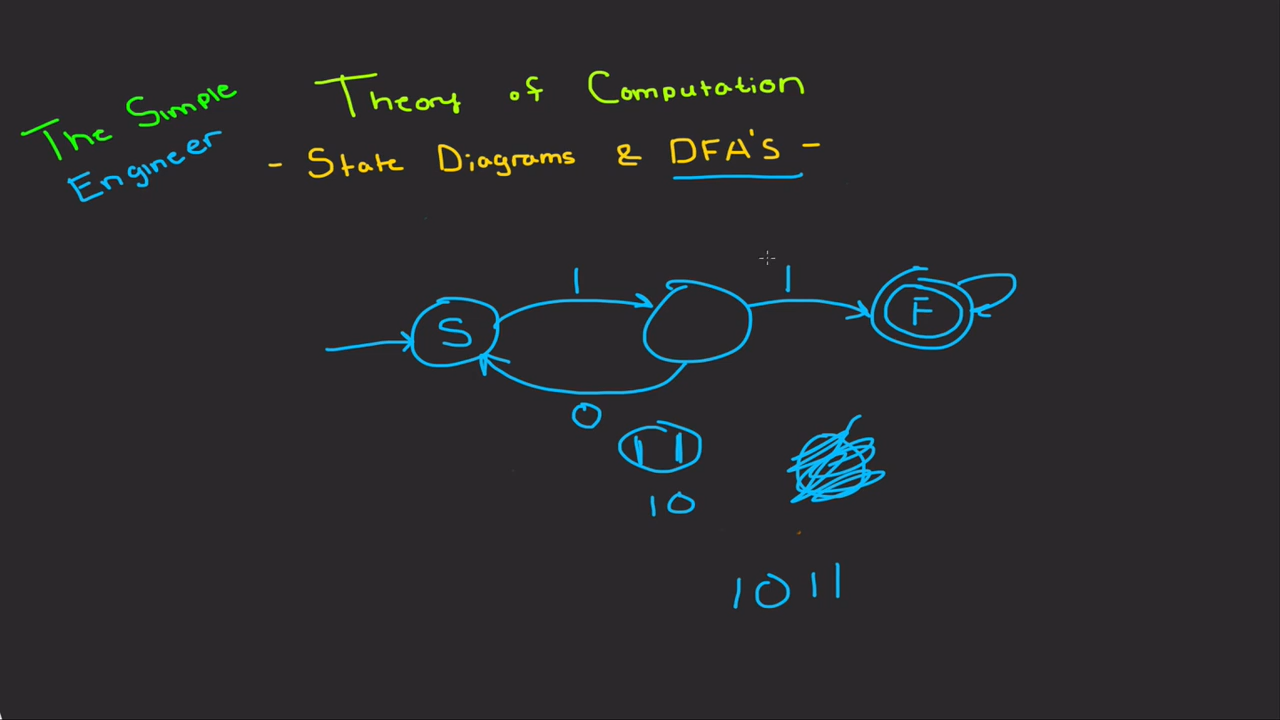 The Simple
Engineer
Theory of Computation
- State Diagrams & DFA's -
1
1
S
F
0
11
10
1011